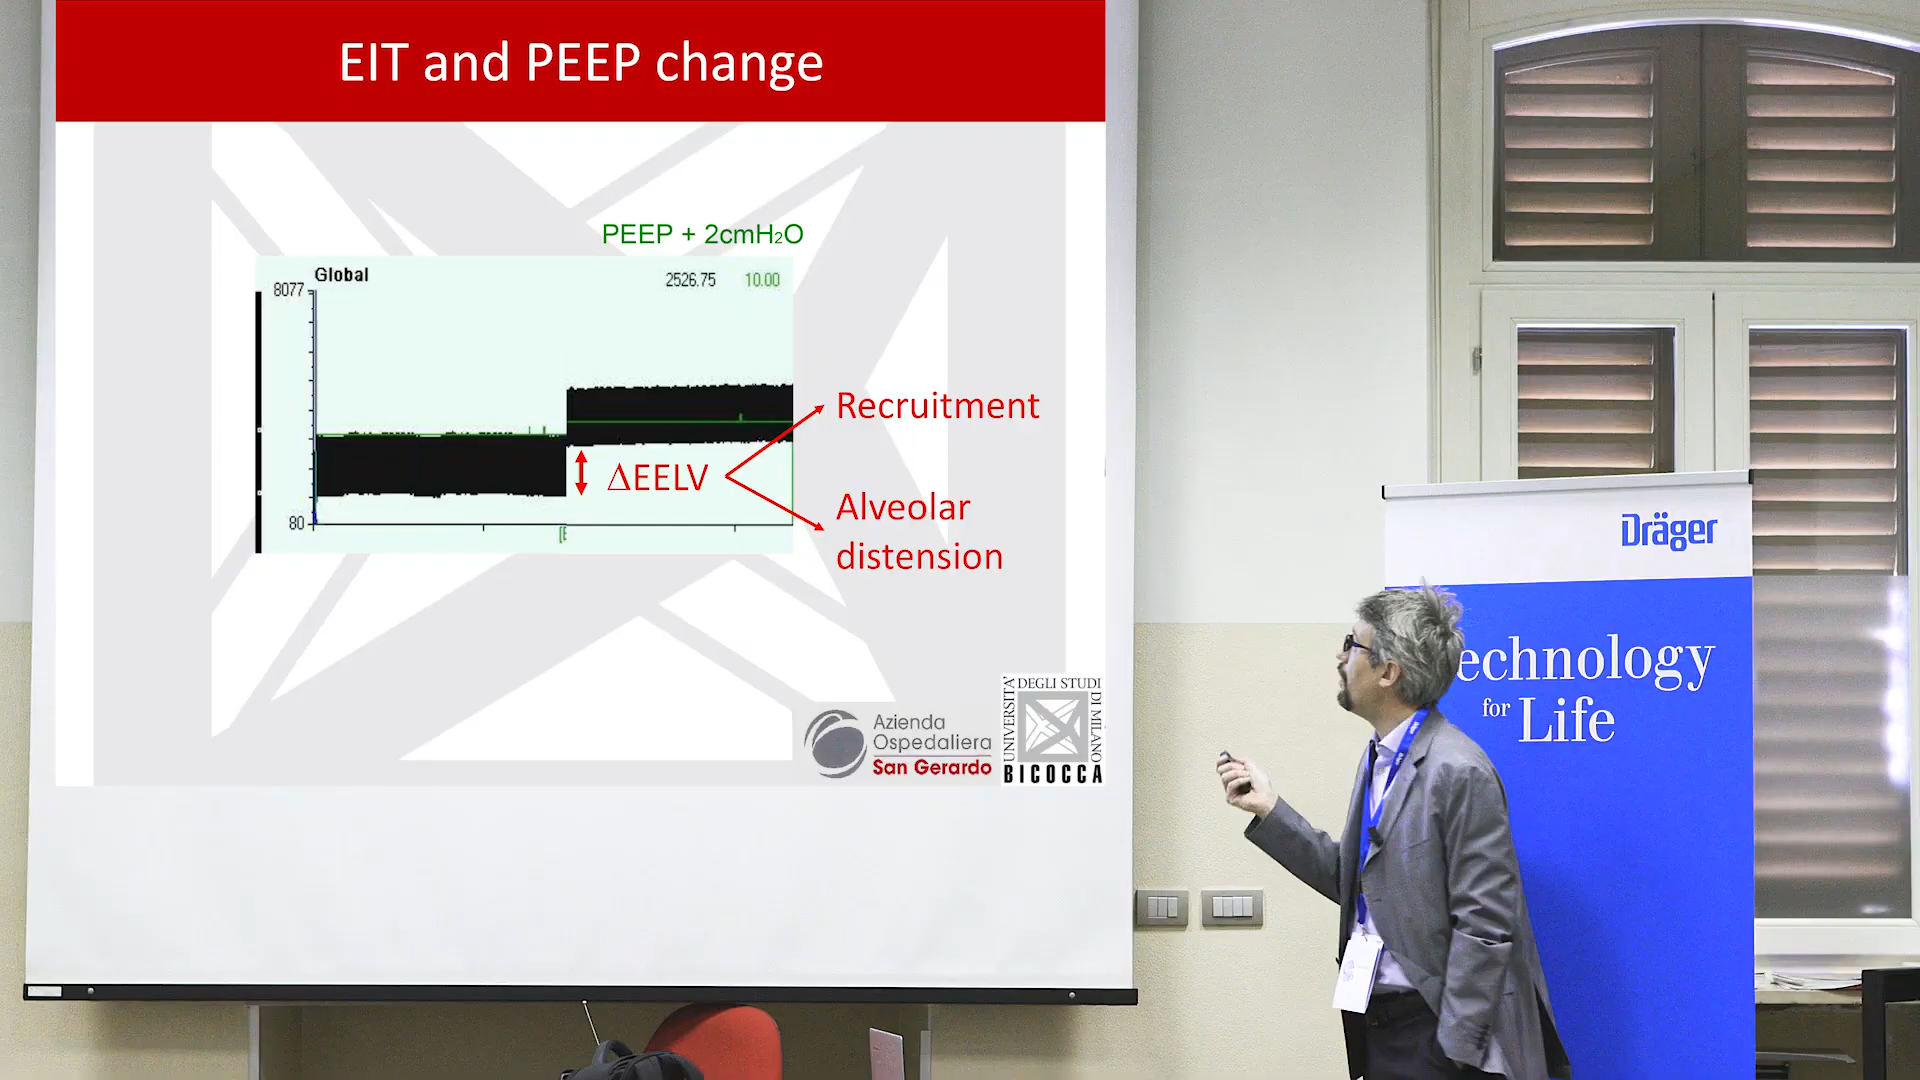 EIT and PEEP change
PEEP + 2cmH₂O
Global
2526.75 10.00
8077
80
ΔEELV
Recruitment
Alveolar
distension
Azienda
Ospedaliera
San Gerardo
UNIVERSITA' DEGLI STUDI DI MILANO
BICOCCA
Dräger
echnology
for Life